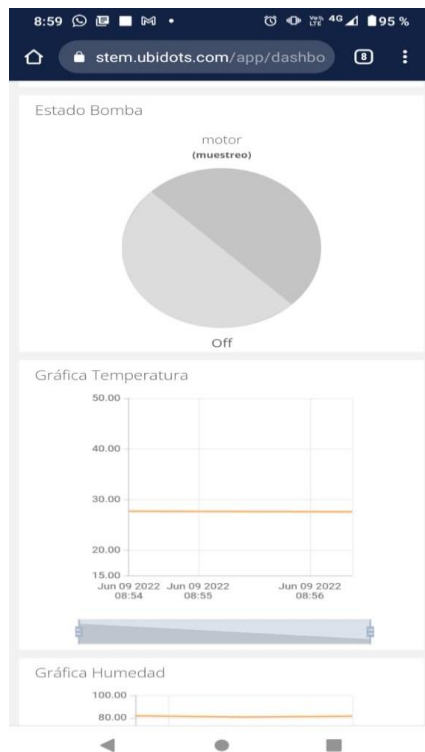 8:59 VoLTE 4G 95 %
stem.ubidots.com/app/dashbo 8
Estado Bomba
motor
(muestreo)
Off
Gráfica Temperatura
50.00
40.00
30.00
20.00
15.00
Jun 09 2022 Jun 09 2022 Jun 09 2022
08:54 08:55 08:56
Gráfica Humedad
100.00
80.00